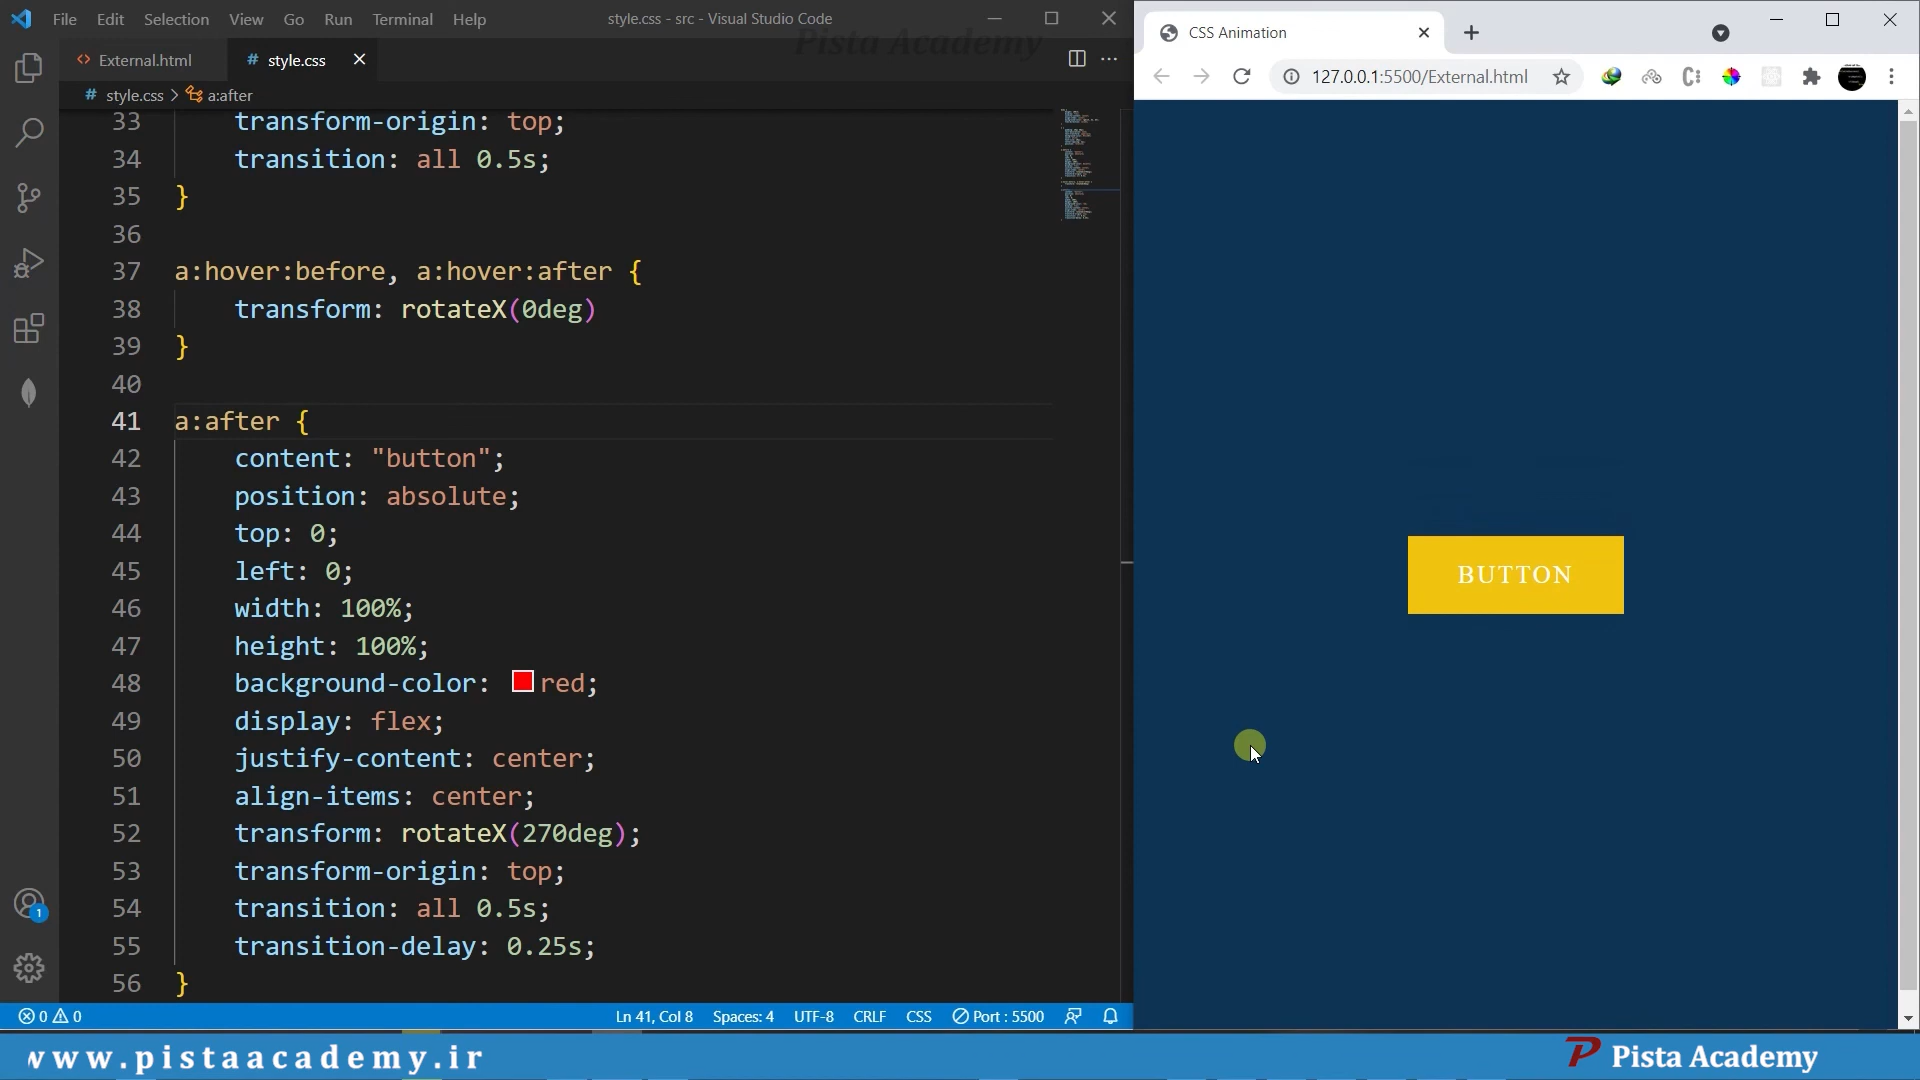 File Edit Selection View Go Run Terminal Help
style.css - src - Visual Studio Code
Pista Academy
External.html
# style.css
# style.css > a:after
33 transform-origin: top;
34 transition: all 0.5s;
35 }
36
37 a:hover:before, a:hover:after {
38 transform: rotateX(0deg)
39 }
40
41 a:after {
42 content: "button";
43 position: absolute;
44 top: 0;
45 left: 0;
46 width: 100%;
47 height: 100%;
48 background-color: red;
49 display: flex;
50 justify-content: center;
51 align-items: center;
52 transform: rotateX(270deg);
53 transform-origin: top;
54 transition: all 0.5s;
55 transition-delay: 0.25s;
56 }
1
0 0
Ln 41, Col 8 Spaces: 4 UTF-8 CRLF CSS Port : 5500
CSS Animation
127.0.0.1:5500/External.html
BUTTON
www.pistaacademy.ir
Pista Academy